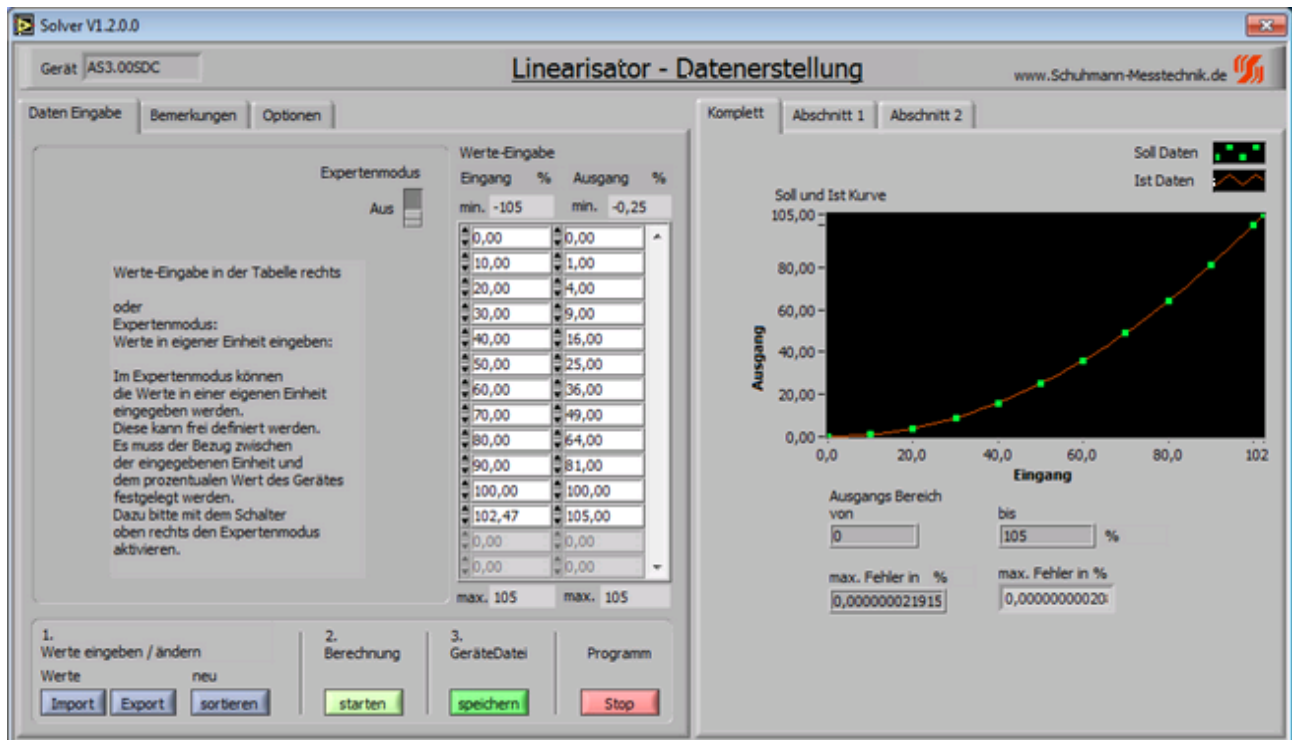 Solver V1.2.0.0
Gerät AS3.00SDC
Linearisator - Datenerstellung
www.Schuhmann-Messtechnik.de
Daten Eingabe Bemerkungen Optionen
Expertenmodus
Aus
Werte-Eingabe in der Tabelle rechts
oder
Expertenmodus:
Werte in eigener Einheit eingeben:
Im Expertenmodus können
die Werte in einer eigenen Einheit
eingegeben werden.
Diese kann frei definiert werden.
Es muss der Bezug zwischen
der eingegebenen Einheit und
dem prozentualen Wert des Gerätes
festgelegt werden.
Dazu bitte mit dem Schalter
oben rechts den Expertenmodus
aktivieren.
Werte-Eingabe
Eingang % Ausgang %
min. -105 min. -0,25
0,00 0,00
10,00 1,00
20,00 4,00
30,00 9,00
40,00 16,00
50,00 25,00
60,00 36,00
70,00 49,00
80,00 64,00
90,00 81,00
100,00 100,00
102,47 105,00
0,00 0,00
0,00 0,00
max. 105 max. 105
1.
Werte eingeben / ändern
Werte neu
Import Export sortieren
2.
Berechnung
starten
3.
GeräteDatei
speichern
Programm
Stop
Komplett Abschnitt 1 Abschnitt 2
Soll Daten
Ist Daten
Soll und Ist Kurve
105,00
80,00
60,00
40,00
20,00
0,00
Ausgang
0,0 20,0 40,0 60,0 80,0 102
Eingang
Ausgangs Bereich
von bis
0 105 %
max. Fehler in % max. Fehler in %
0,000000021915